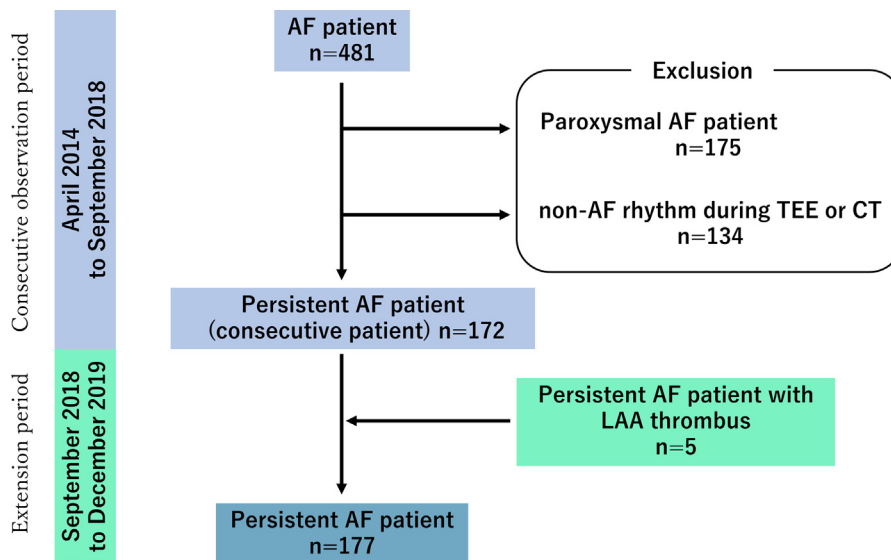 Consecutive observation period
April 2014
to September 2018
AF patient
n=481
Exclusion
Paroxysmal AF patient
n=175
non-AF rhythm during TEE or CT
n=134
Persistent AF patient
(consecutive patient) n=172
Extension period
September 2018
to December 2019
Persistent AF patient with
LAA thrombus
n=5
Persistent AF patient
n=177